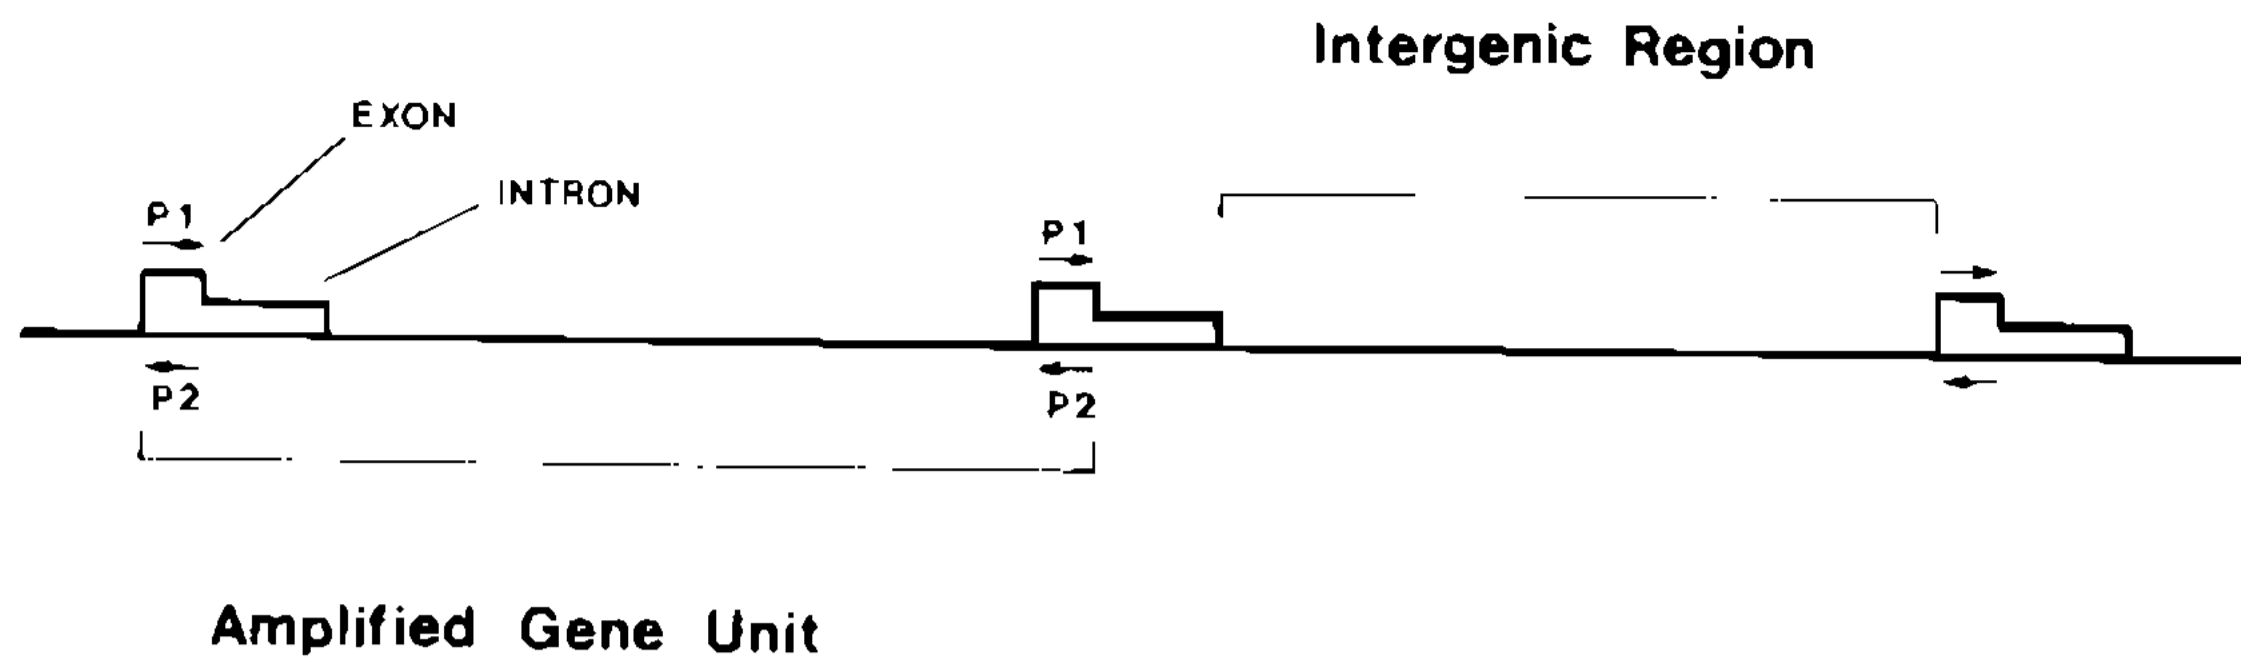 Intergenic Region
EXON
INTRON
P1
P1
P2
P2
Amplified Gene Unit